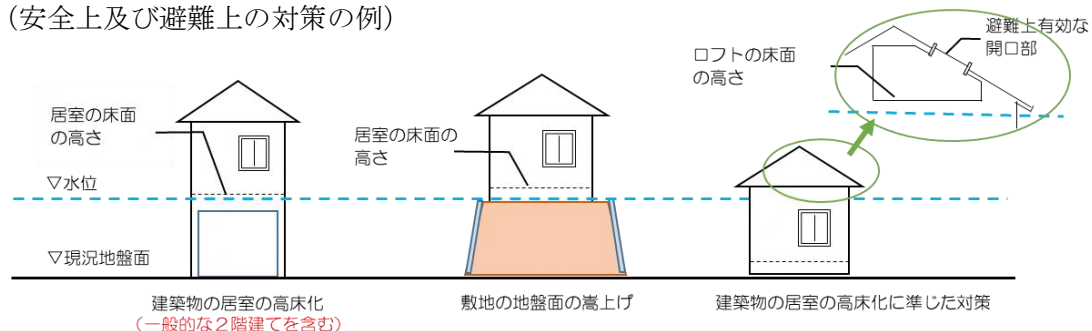 （安全上及び避難上の対策の例）
避難上有効な
開口部
ロフトの床面
の高さ
居室の床面
の高さ
居室の床面の
高さ
▽水位
▽現況地盤面
建築物の居室の高床化
（一般的な２階建てを含む）
敷地の地盤面の嵩上げ
建築物の居室の高床化に準じた対策